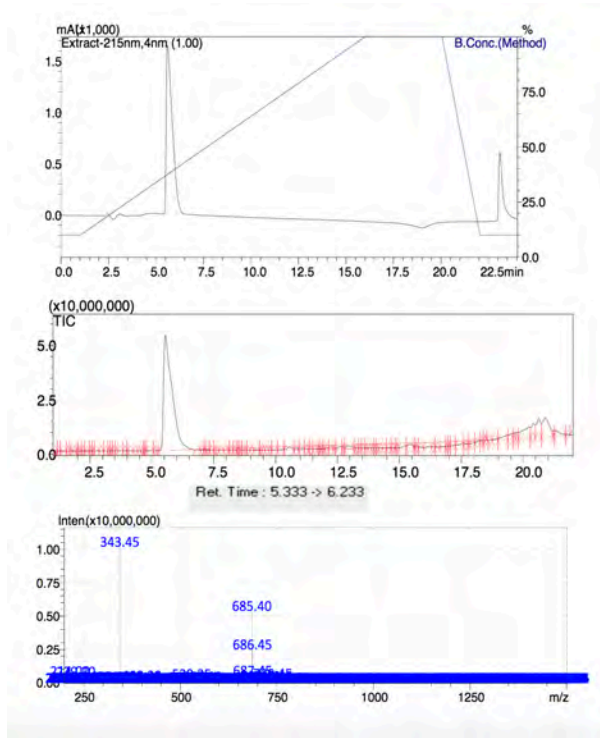 mA(x1,000) %
Extract-215nm,4nm (1.00) B.Conc.(Method)
1.5
75.0
1.0
50.0
0.5
25.0
0.0
0.0
0.0 2.5 5.0 7.5 10.0 12.5 15.0 17.5 20.0 22.5min
(x10,000,000)
TIC
5.0
2.5
0.0
2.5 5.0 7.5 10.0 12.5 15.0 17.5 20.0
Ret. Time : 5.333 -> 6.233
Inten.(x10,000,000)
343.45
1.00
0.75
685.40
0.50
686.45
0.25
687.45
0.00
250 500 750 1000 1250 m/z